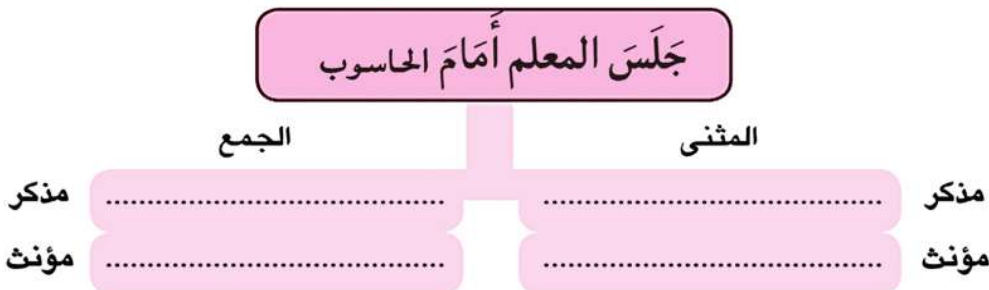 جَلَسَ المعلم أَمَامَ الحاسوب
المثنى الجمع
مذكر ........................................ مذكر ........................................
مؤنث ........................................ مؤنث ........................................